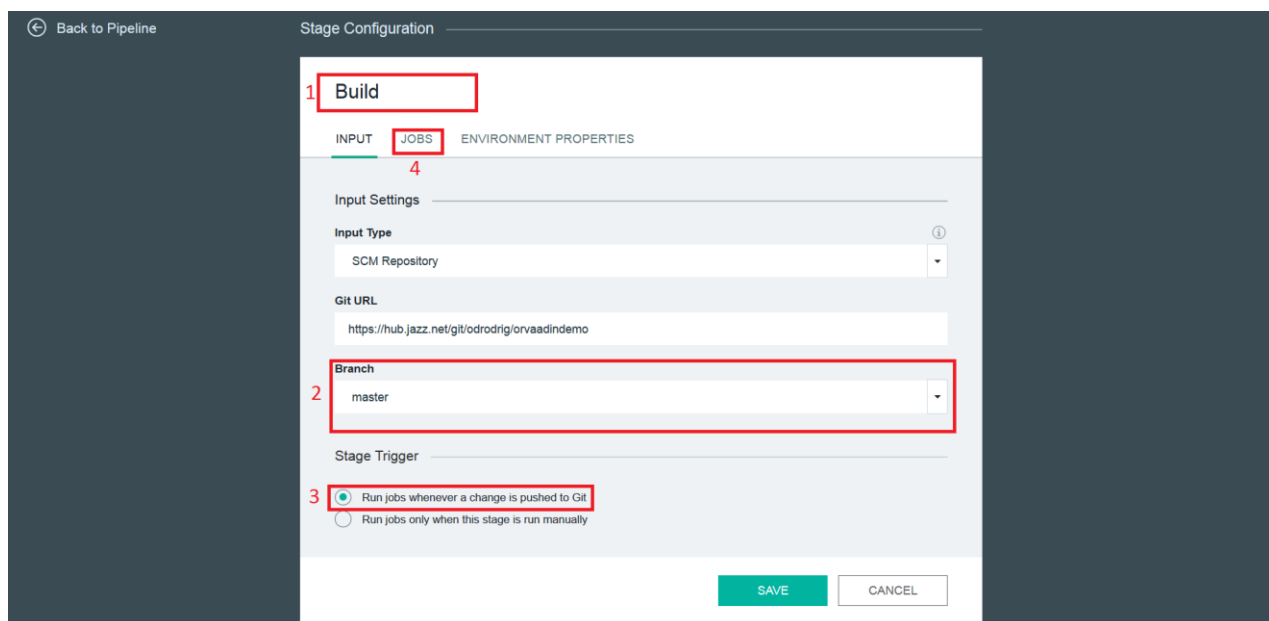 Back to Pipeline
Stage Configuration
1 Build
INPUT JOBS ENVIRONMENT PROPERTIES
4
Input Settings
Input Type
SCM Repository
Git URL
https://hub.jazz.net/git/odrodrig/orvaadindemo
Branch
2 master
Stage Trigger
3 Run jobs whenever a change is pushed to Git
Run jobs only when this stage is run manually
SAVE CANCEL